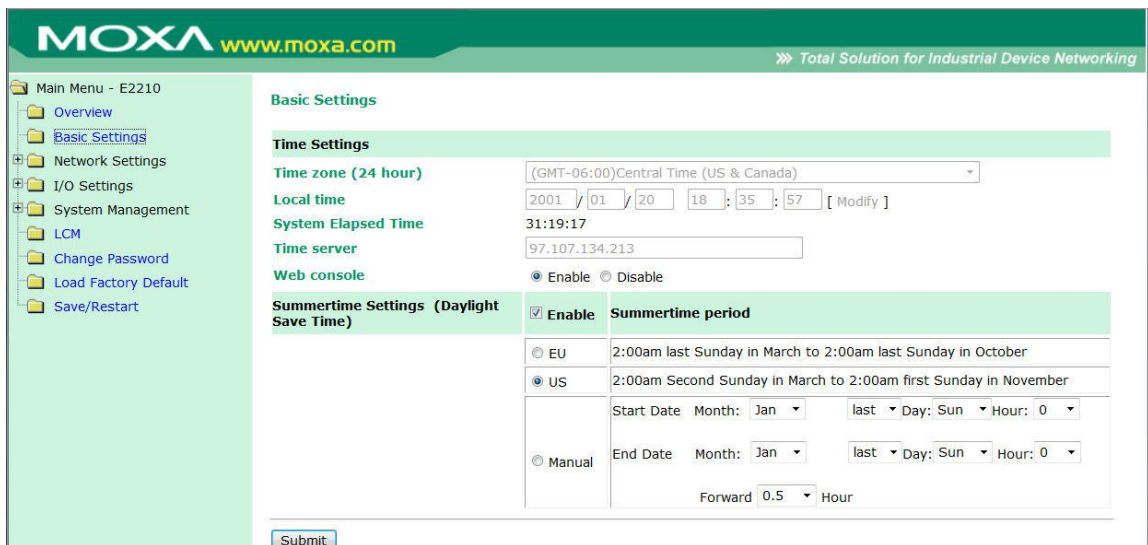 MOXA www.moxa.com
Total Solution for Industrial Device Networking
Main Menu - E2210
Overview
Basic Settings
Network Settings
I/O Settings
System Management
LCM
Change Password
Load Factory Default
Save/Restart
Basic Settings
Time Settings
Time zone (24 hour) (GMT-06:00)Central Time (US & Canada)
Local time 2001 / 01 / 20 18 : 35 : 57 [ Modify ]
System Elapsed Time 31:19:17
Time server 97.107.134.213
Web console Enable Disable
Summertime Settings (Daylight
Save Time)
Enable Summertime period
EU 2:00am last Sunday in March to 2:00am last Sunday in October
US 2:00am Second Sunday in March to 2:00am first Sunday in November
Manual
Start Date Month: Jan last Day: Sun Hour: 0
End Date Month: Jan last Day: Sun Hour: 0
Forward 0.5 Hour
Submit